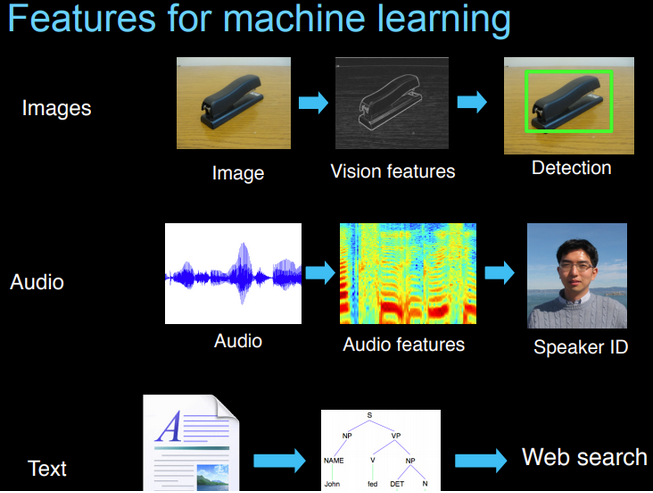 Features for machine learning
Images
Image
Vision features
Detection
Audio
Audio
Audio features
Speaker ID
Text
A
S
NP VP
NAME V NP
John fed DET N
Web search